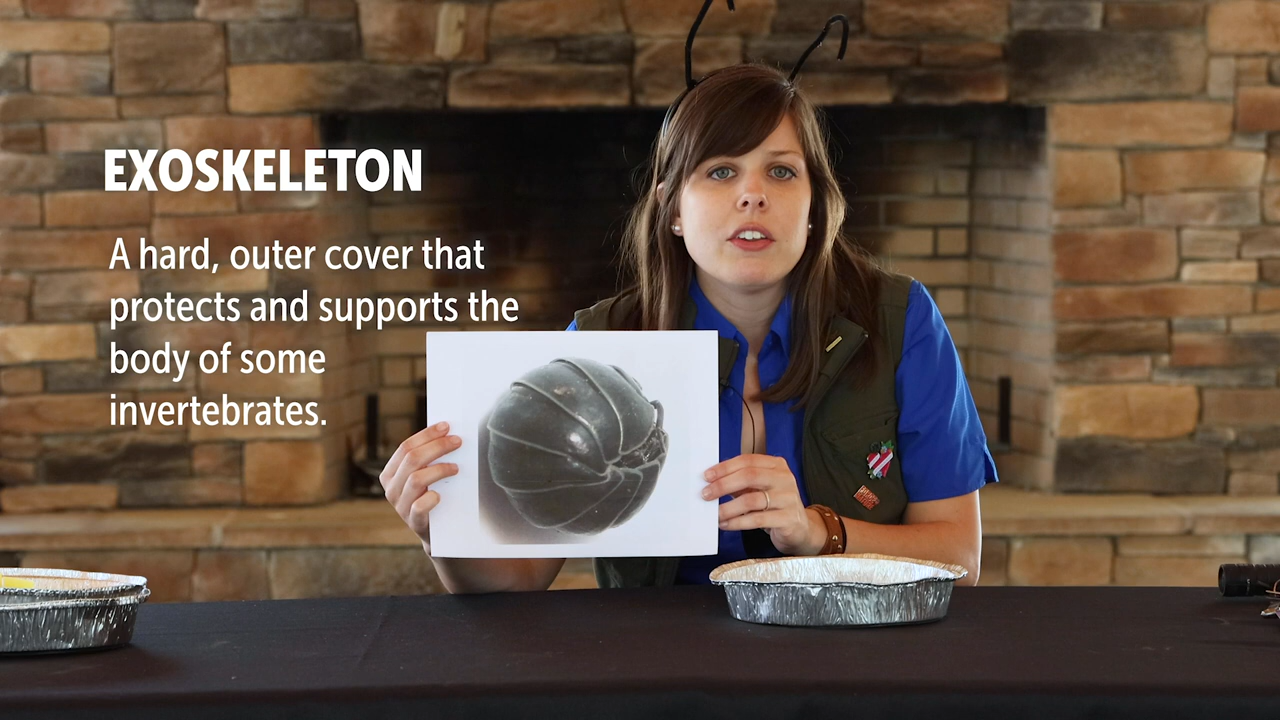 EXOSKELETON
A hard, outer cover that
protects and supports the
body of some
invertebrates.